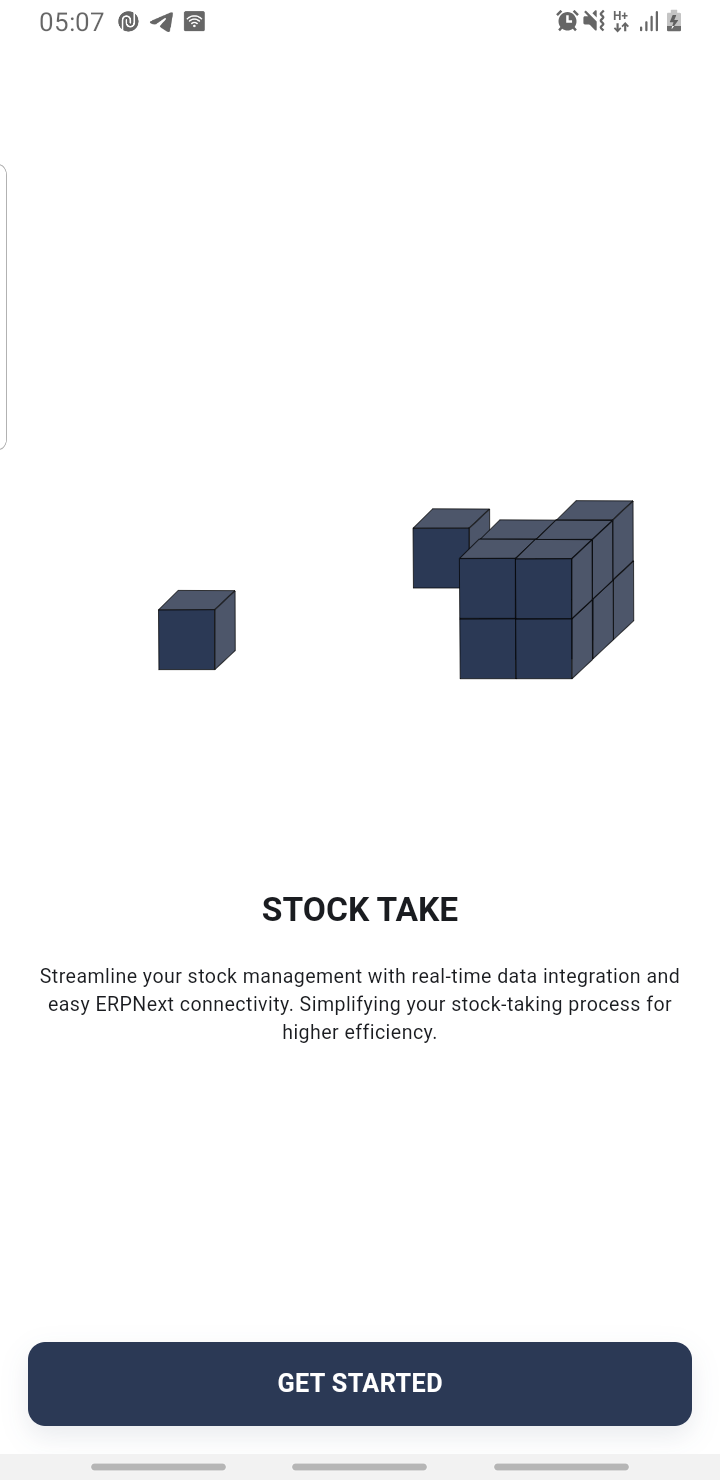 05:07
H+
STOCK TAKE
Streamline your stock management with real-time data integration and
easy ERPNext connectivity. Simplifying your stock-taking process for
higher efficiency.
GET STARTED